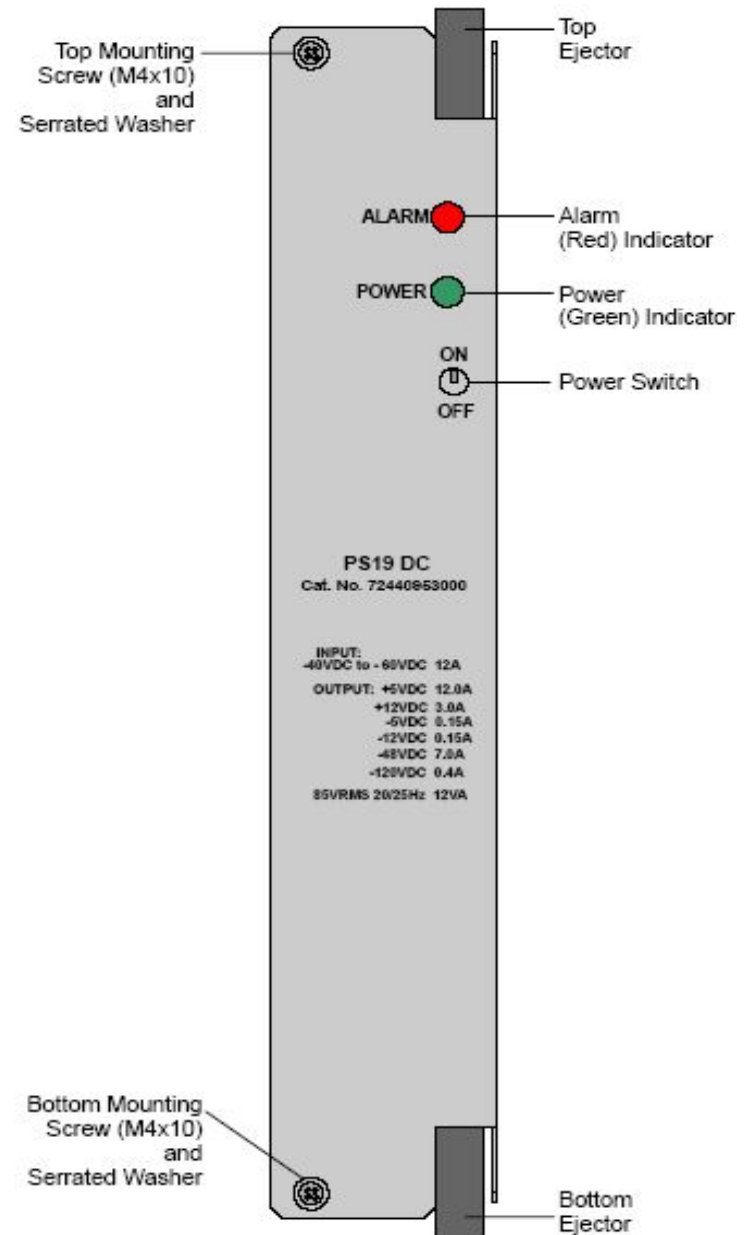 Top Mounting
Screw (M4x10)
and
Serrated Washer
Top
Ejector
ALARM
Alarm
(Red) Indicator
POWER
Power
(Green) Indicator
ON
Power Switch
OFF
PS19 DC
Cat. No. 72440953000
INPUT:
-40VDC to - 60VDC 12A
OUTPUT: +5VDC 12.0A
+12VDC 3.0A
-5VDC 0.15A
-12VDC 0.15A
-48VDC 7.0A
-120VDC 0.4A
85VRMS 20/25Hz 12VA
Bottom Mounting
Screw (M4x10)
and
Serrated Washer
Bottom
Ejector